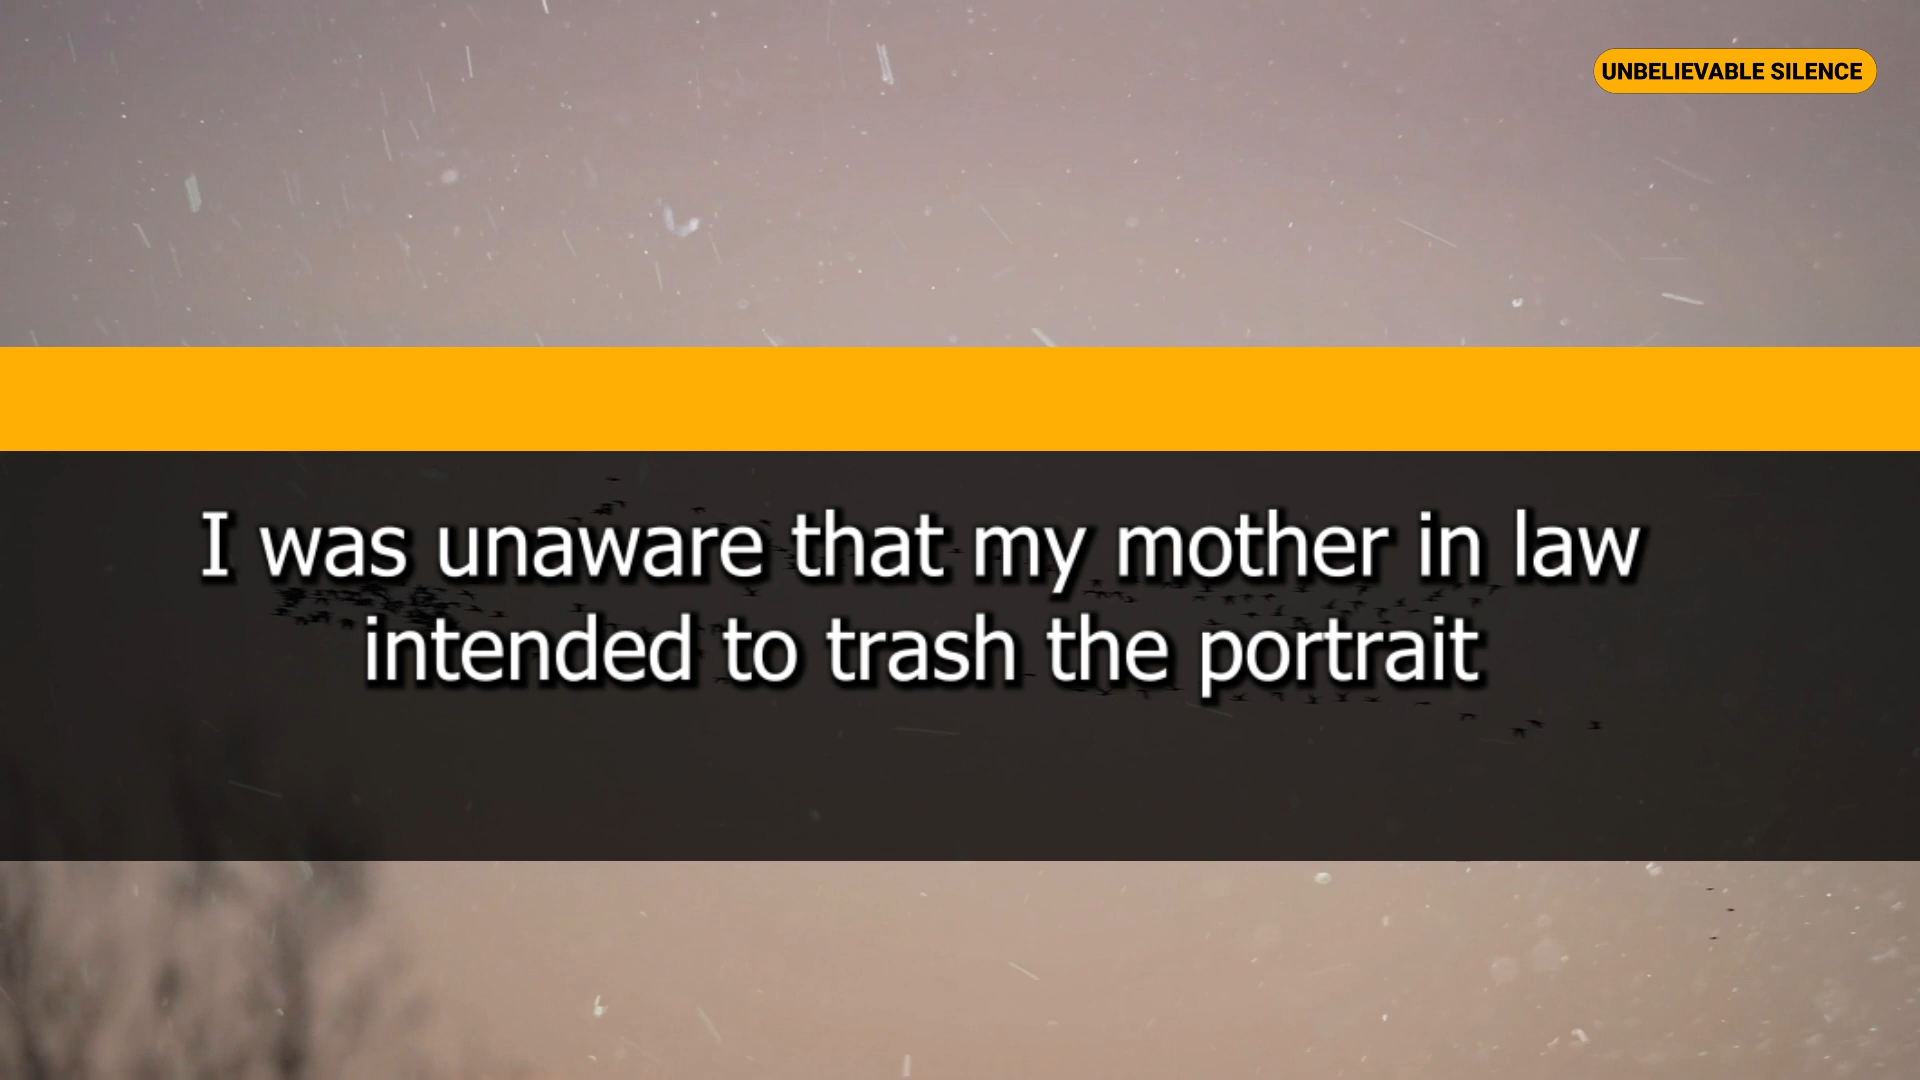 UNBELIEVABLE SILENCE
I was unaware that my mother in law
intended to trash the portrait